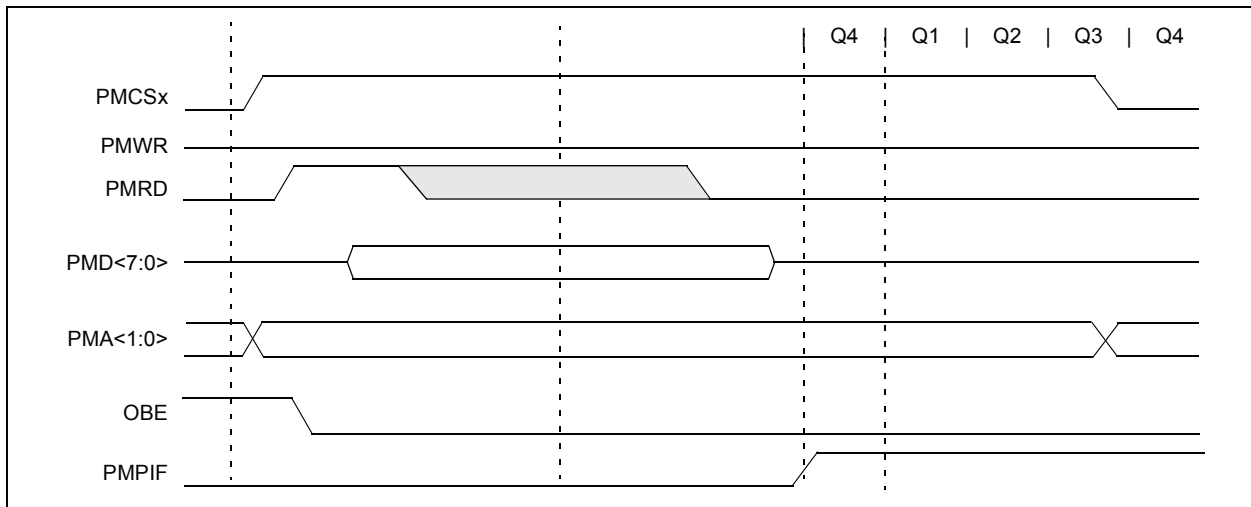 | Q4 | Q1 | Q2 | Q3 | Q4
PMCSx
PMWR
PMRD
PMD<7:0>
PMA<1:0>
OBE
PMPIF